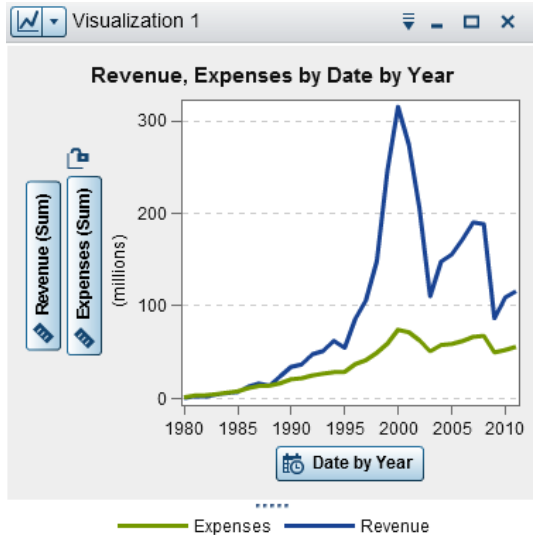 Visualization 1
Revenue, Expenses by Date by Year
Revenue (Sum)
Expenses (Sum)
(millions)
300
200
100
0
1980 1985 1990 1995 2000 2005 2010
Date by Year
Expenses Revenue